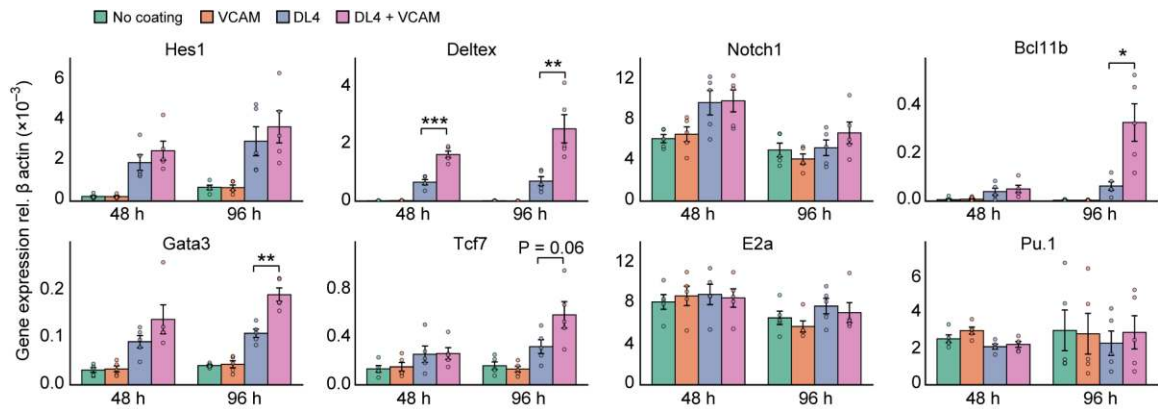 No coating VCAM DL4 DL4 + VCAM
Gene expression rel. β actin (×10⁻³)
Hes1
6
4
2
0
48 h 96 h
Deltex
4
2
0
***
**
48 h 96 h
Notch1
12
8
4
0
48 h 96 h
Bcl11b
0.4
0.2
0.0
*
48 h 96 h
Gata3
0.2
0.1
0.0
**
48 h 96 h
Tcf7
P = 0.06
0.8
0.4
0.0
48 h 96 h
E2a
12
8
4
0
48 h 96 h
Pu.1
6
4
2
0
48 h 96 h